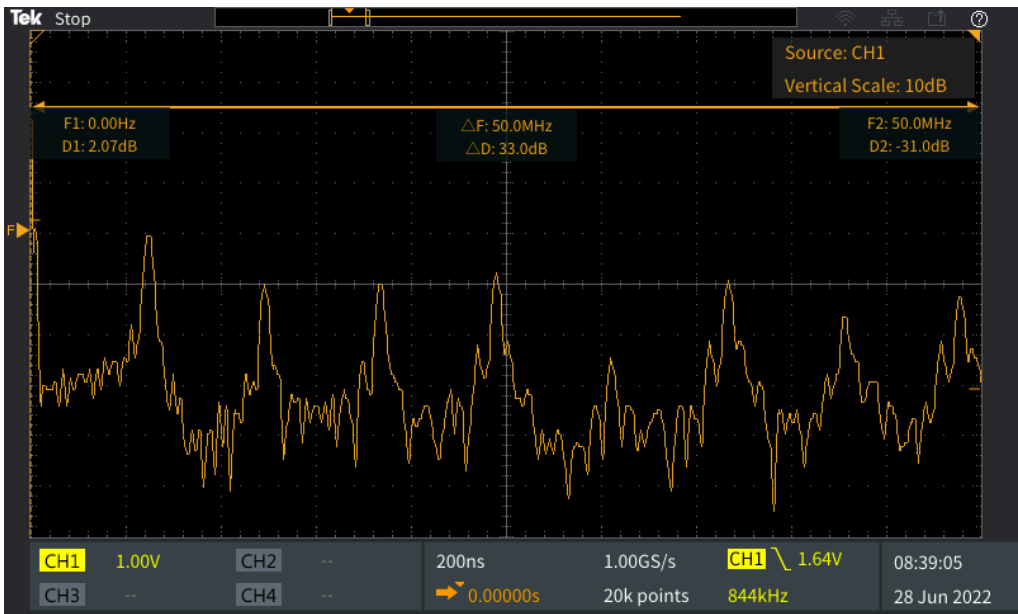 Tek Stop
Source: CH1
Vertical Scale: 10dB
F1: 0.00Hz
D1: 2.07dB
△F: 50.0MHz
△D: 33.0dB
F2: 50.0MHz
D2: -31.0dB
F
CH1 1.00V CH2 --
CH3 -- CH4 --
200ns 1.00GS/s CH1 1.64V
0.00000s 20k points 844kHz
08:39:05
28 Jun 2022